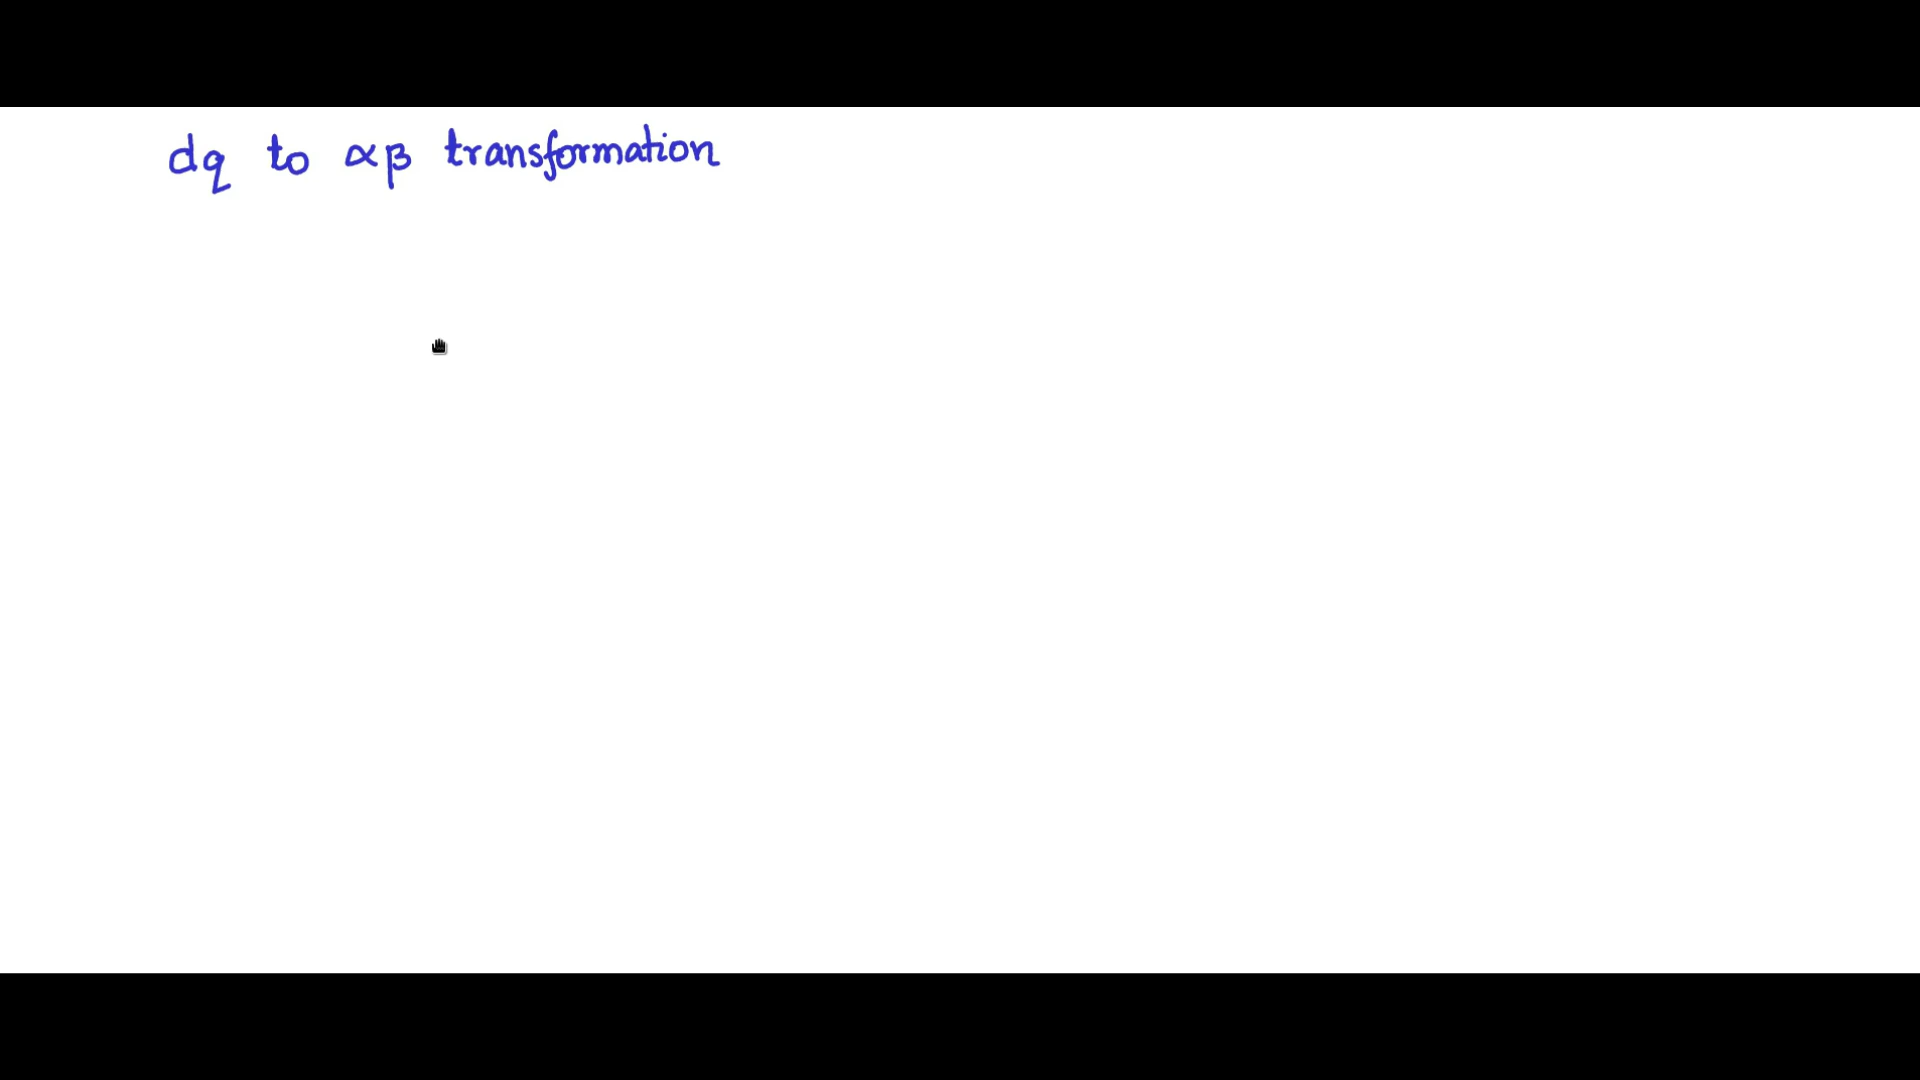 dq to αβ transformation